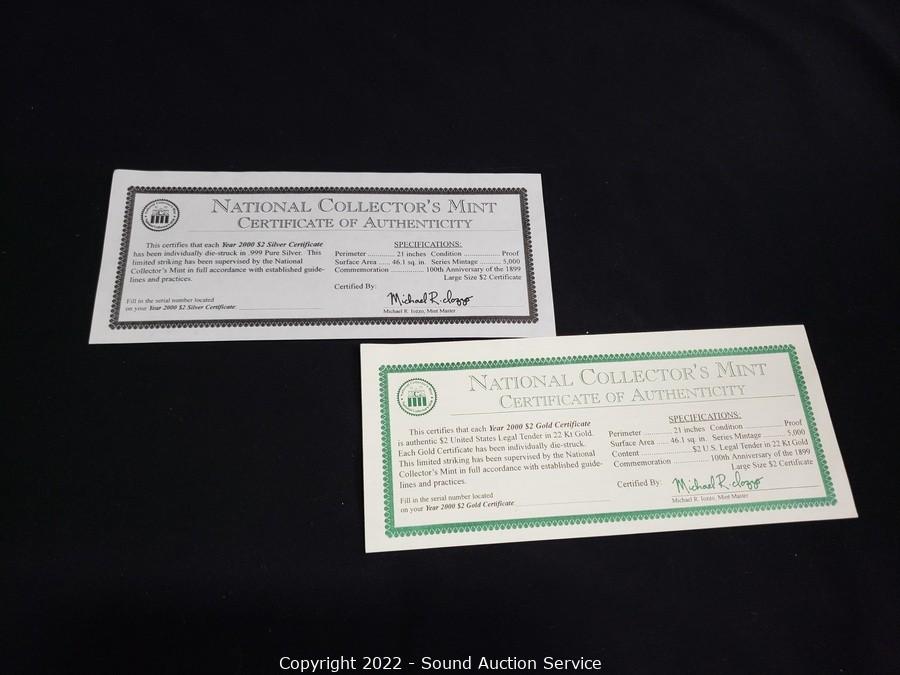 NATIONAL COLLECTOR'S MINT
CERTIFICATE OF AUTHENTICITY
This certifies that each Year 2000 $2 Silver Certificate
has been individually die-struck in .999 Pure Silver. This
limited striking has been supervised by the National
Collector's Mint in full accordance with established guide-
lines and practices.
Fill in the serial number located
on your Year 2000 $2 Silver Certificate
SPECIFICATIONS:
Perimeter .......... 21 inches Condition .............. Proof
Surface Area ..... 46.1 sq. in. Series Mintage ..... 5,000
Commemoration .......... 100th Anniversary of the 1899
Large Size $2 Certificate
Certified By:
Michael R. Iozzo
Michael R. Iozzo, Mint Master
NATIONAL COLLECTOR'S MINT
CERTIFICATE OF AUTHENTICITY
This certifies that each Year 2000 $2 Gold Certificate
is authentic $2 United States Legal Tender in 22 Kt Gold.
Each Gold Certificate has been individually die-struck.
This limited striking has been supervised by the National
Collector's Mint in full accordance with established guide-
lines and practices.
Fill in the serial number located
on your Year 2000 $2 Gold Certificate
SPECIFICATIONS:
Perimeter .......... 21 inches Condition .............. Proof
Surface Area ..... 46.1 sq. in. Series Mintage ..... 5,000
Content .................. $2 U.S. Legal Tender in 22 Kt Gold
Commemoration .......... 100th Anniversary of the 1899
Large Size $2 Certificate
Certified By:
Michael R. Iozzo
Michael R. Iozzo, Mint Master
Copyright 2022 - Sound Auction Service